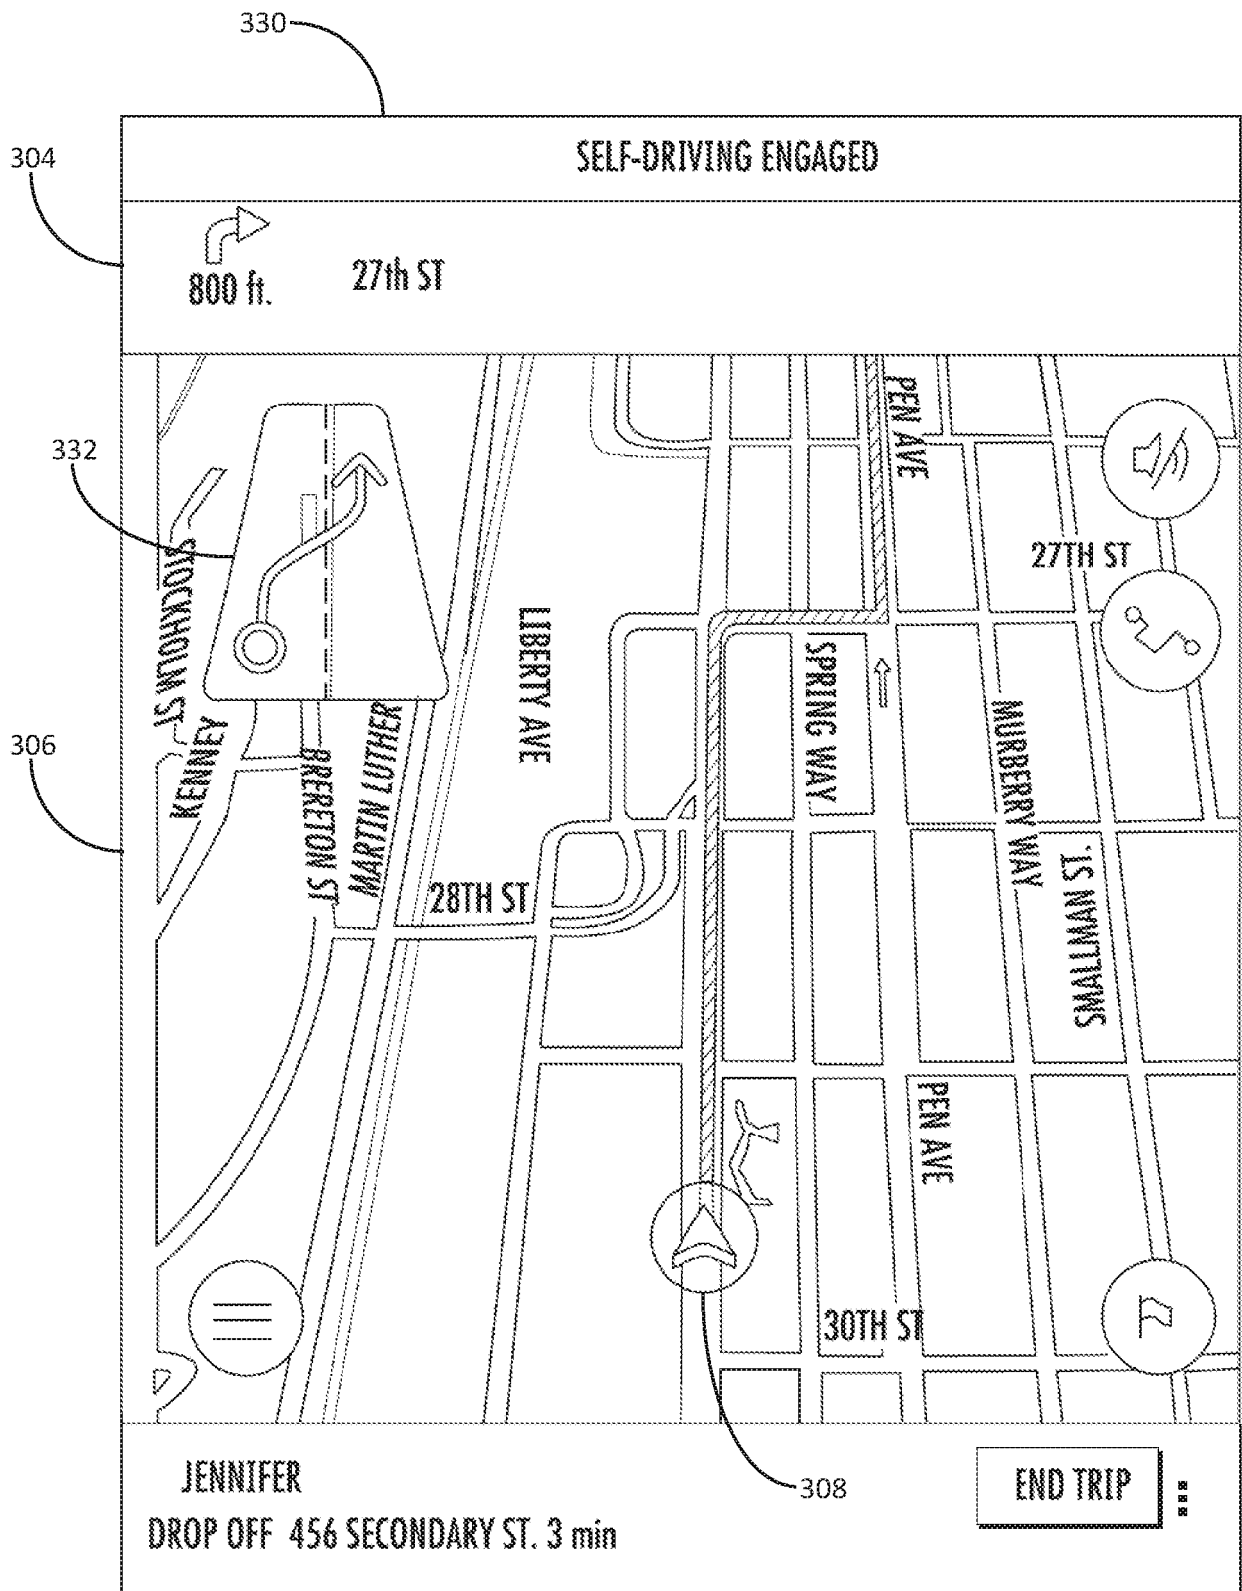 330
304
SELF-DRIVING ENGAGED
800 ft.
27th ST
332
PEN AVE
27TH ST
STOCKHOLM ST
LIBERTY AVE
SPRING WAY
306
KENNEY
BRERETON ST
MARTIN LUTHER
MURBERRY WAY
SMALLMAN ST.
28TH ST
PEN AVE
30TH ST
308
JENNIFER
END TRIP
DROP OFF 456 SECONDARY ST. 3 min